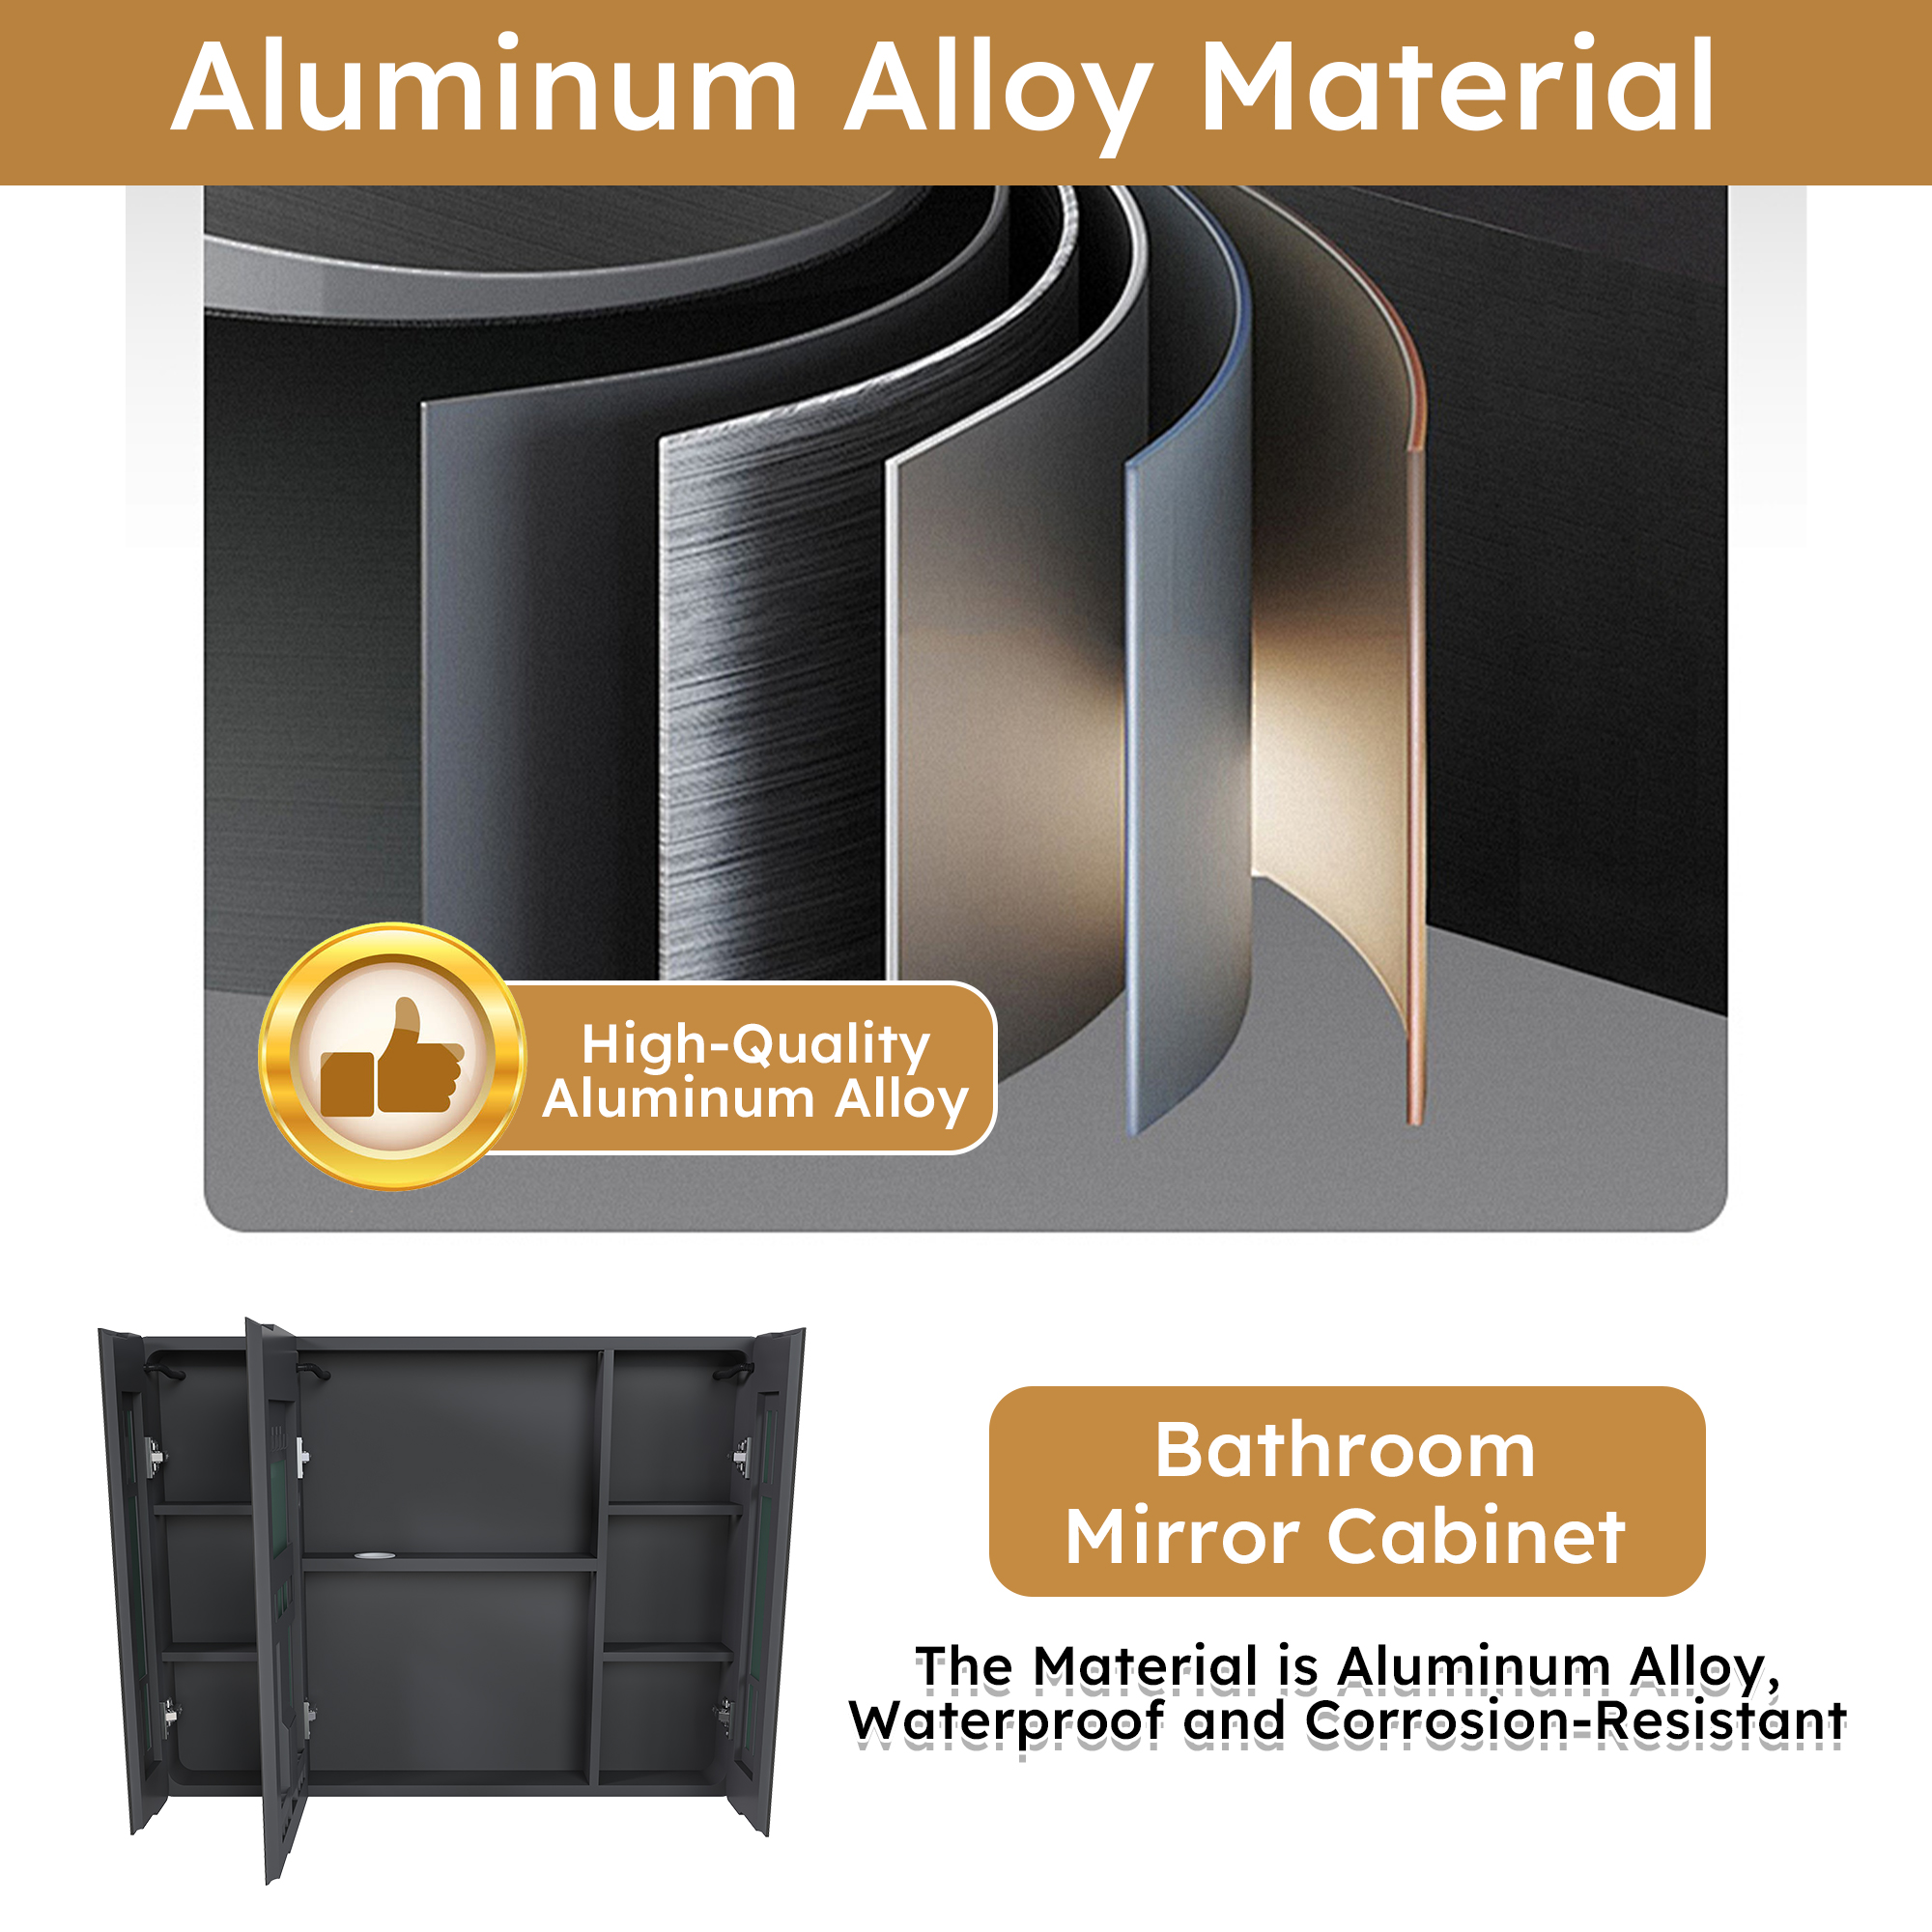 Aluminum Alloy Material
High-Quality
Aluminum Alloy
Bathroom
Mirror Cabinet
The Material is Aluminum Alloy,
Waterproof and Corrosion-Resistant